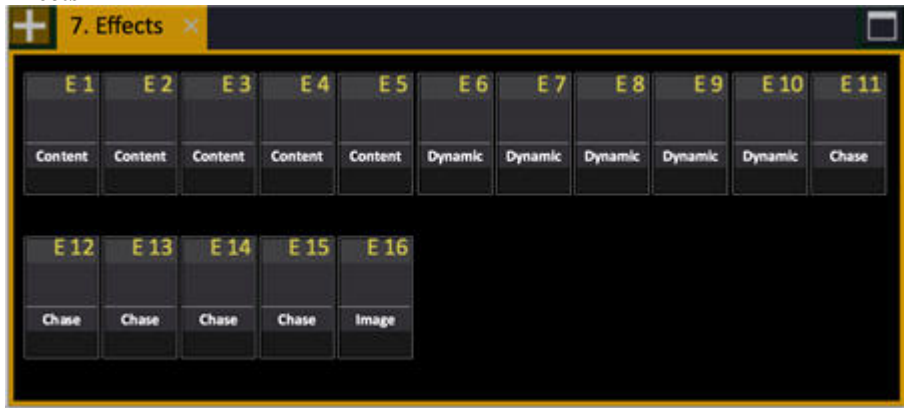 7. Effects
E 1 E 2 E 3 E 4 E 5 E 6 E 7 E 8 E 9 E 10 E 11
Content Content Content Content Content Dynamic Dynamic Dynamic Dynamic Dynamic Chase
E 12 E 13 E 14 E 15 E 16
Chase Chase Chase Chase Image